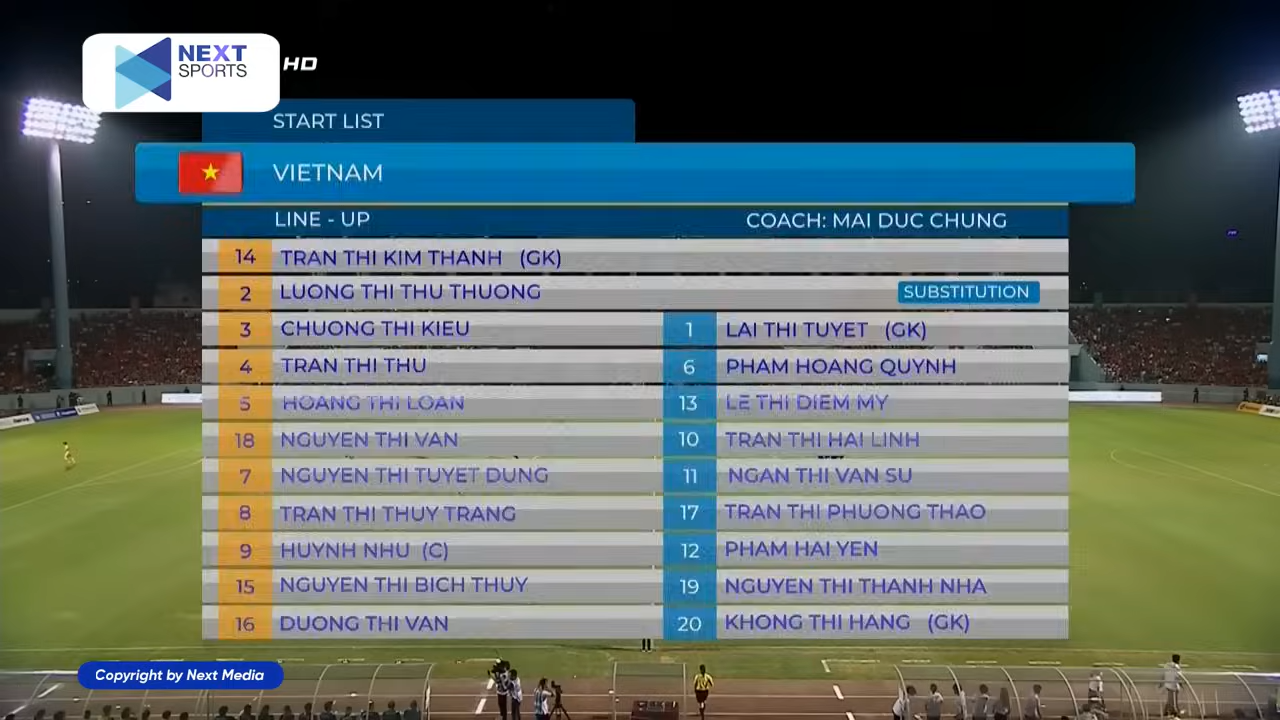 NEXT
SPORTS
HD
START LIST
VIETNAM
LINE - UP
COACH: MAI DUC CHUNG
14 TRAN THI KIM THANH (GK)
2 LUONG THI THU THUONG
3 CHUONG THI KIEU
4 TRAN THI THU
5 HOANG THI LOAN
18 NGUYEN THI VAN
7 NGUYEN THI TUYET DUNG
8 TRAN THI THUY TRANG
9 HUYNH NHU (C)
15 NGUYEN THI BICH THUY
16 DUONG THI VAN
SUBSTITUTION
1 LAI THI TUYET (GK)
6 PHAM HOANG QUYNH
13 LE THI DIEM MY
10 TRAN THI HAI LINH
11 NGAN THI VAN SU
17 TRAN THI PHUONG THAO
12 PHAM HAI YEN
19 NGUYEN THI THANH NHA
20 KHONG THI HANG (GK)
Copyright by Next Media